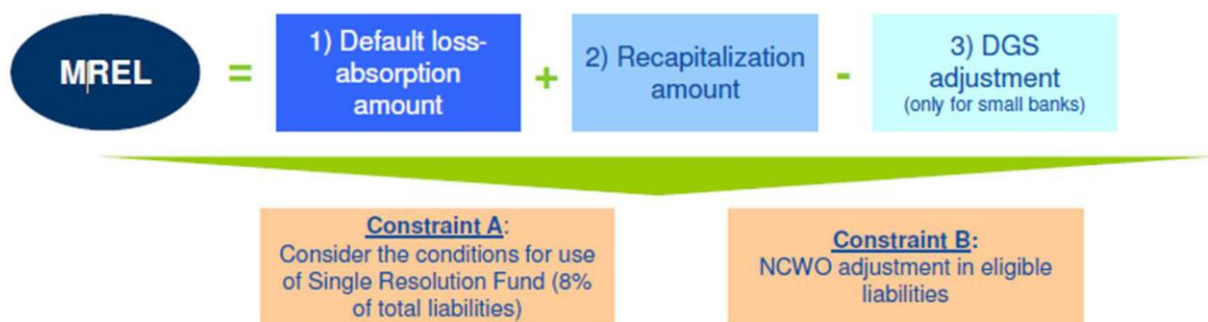 MREL = 1) Default loss-absorption amount + 2) Recapitalization amount - 3) DGS adjustment (only for small banks)
Constraint A:
Consider the conditions for use
of Single Resolution Fund (8%
of total liabilities)
Constraint B:
NCWO adjustment in eligible
liabilities